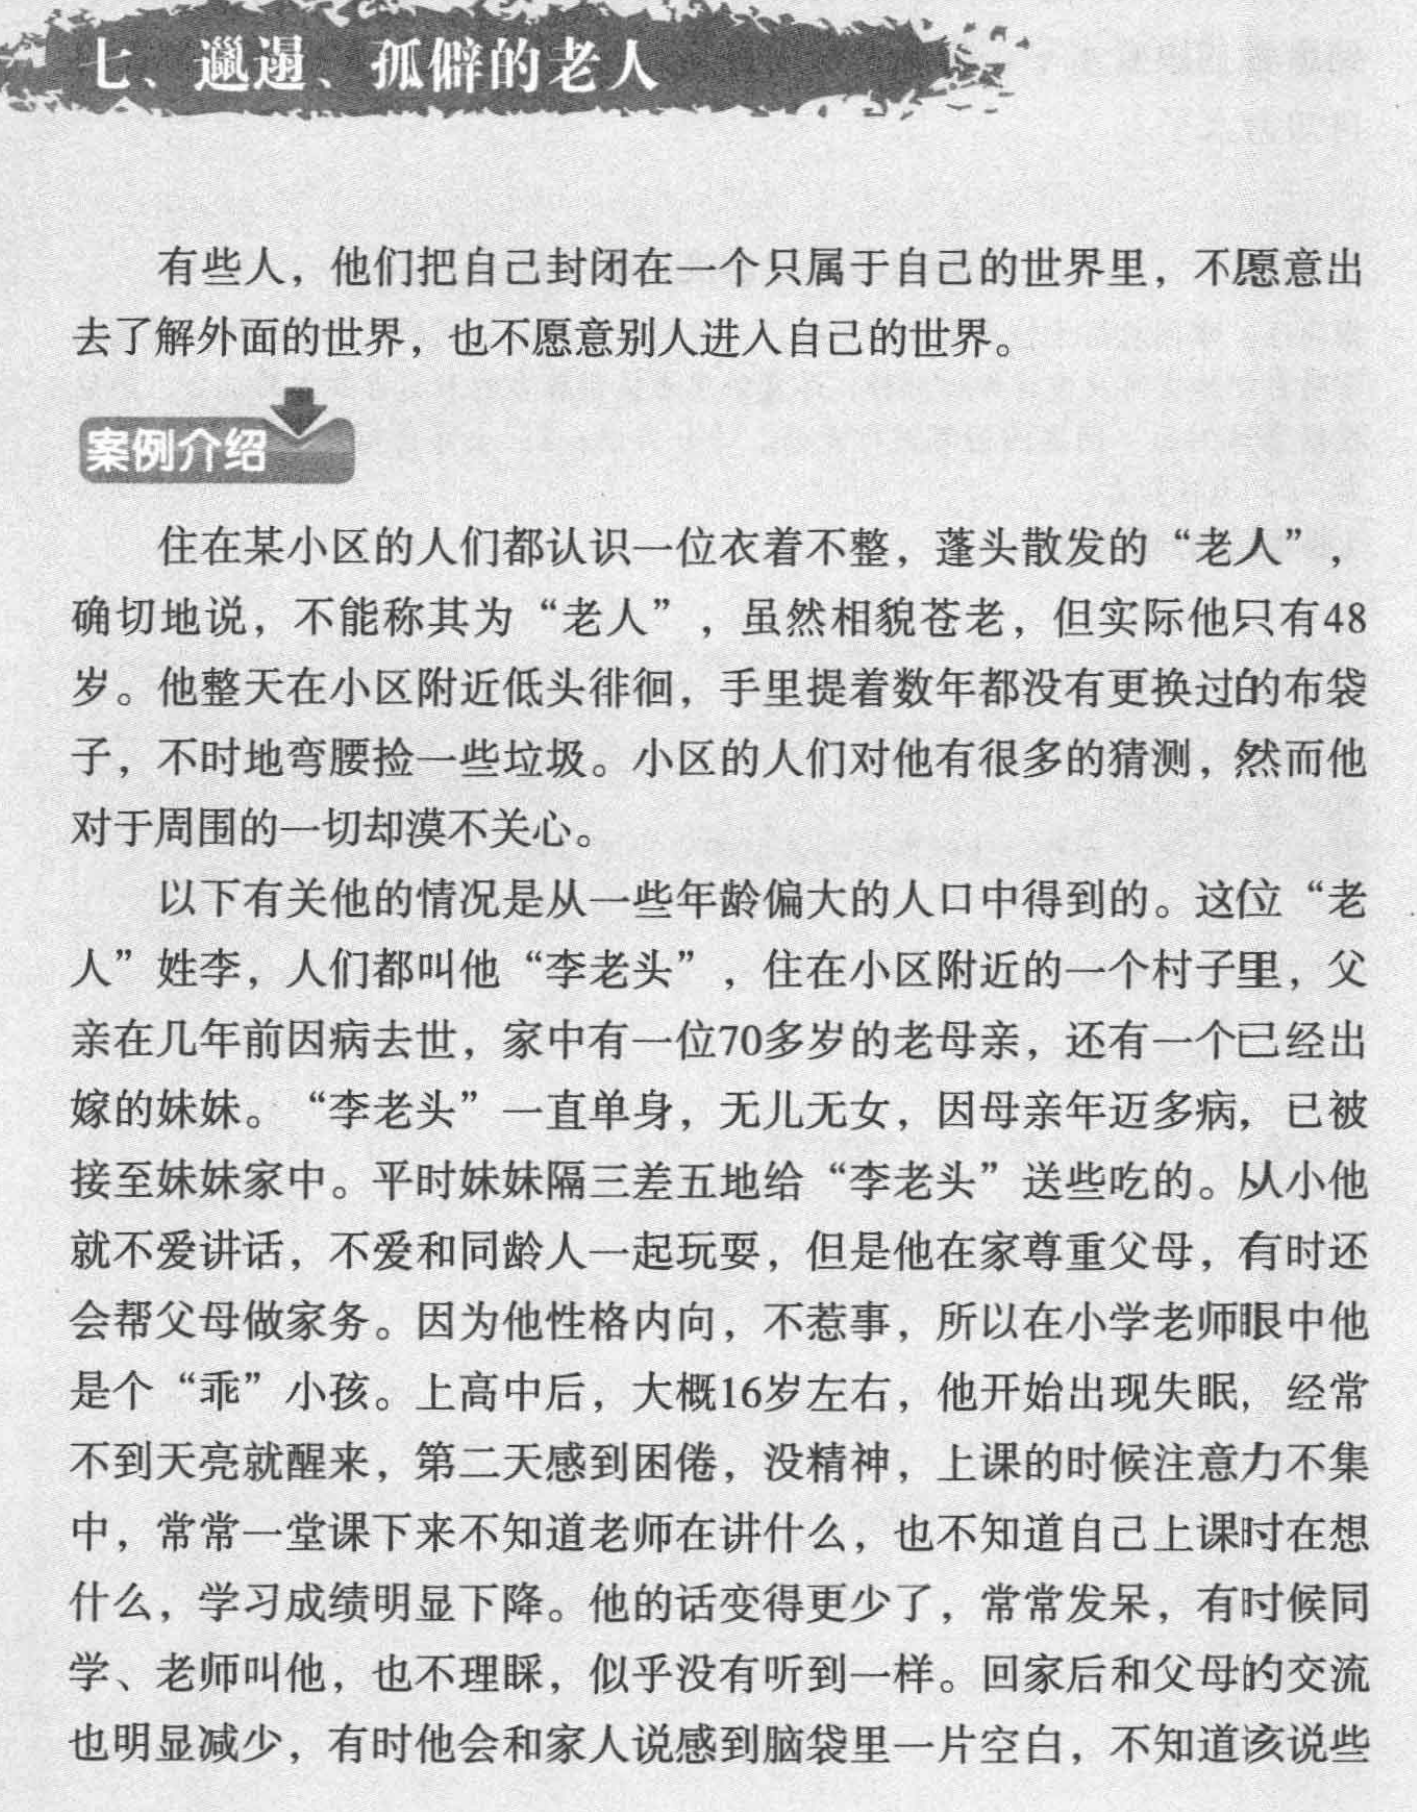 七、邋遢、孤僻的老人
有些人，他们把自己封闭在一个只属于自己的世界里，不愿意出
去了解外面的世界，也不愿意别人进入自己的世界。
案例介绍
住在某小区的人们都认识一位衣着不整，蓬头散发的“老人”，
确切地说，不能称其为“老人”，虽然相貌苍老，但实际他只有48
岁。他整天在小区附近低头徘徊，手里提着数年都没有更换过的布袋
子，不时地弯腰捡一些垃圾。小区的人们对他有很多的猜测，然而他
对于周围的一切却漠不关心。
以下有关他的情况是从一些年龄偏大的人口中得到的。这位“老
人”姓李，人们都叫他“李老头”，住在小区附近的一个村子里，父
亲在几年前因病去世，家中有一位70多岁的老母亲，还有一个已经出
嫁的妹妹。“李老头”一直单身，无儿无女，因母亲年迈多病，已被
接至妹妹家中。平时妹妹隔三差五地给“李老头”送些吃的。从小他
就不爱讲话，不爱和同龄人一起玩耍，但是他在家尊重父母，有时还
会帮父母做家务。因为他性格内向，不惹事，所以在小学老师眼中他
是个“乖”小孩。上高中后，大概16岁左右，他开始出现失眠，经常
不到天亮就醒来，第二天感到困倦，没精神，上课的时候注意力不集
中，常常一堂课下来不知道老师在讲什么，也不知道自己上课时在想
什么，学习成绩明显下降。他的话变得更少了，常常发呆，有时候同
学、老师叫他，也不理睬，似乎没有听到一样。回家后和父母的交流
也明显减少，有时他会和家人说感到脑袋里一片空白，不知道该说些